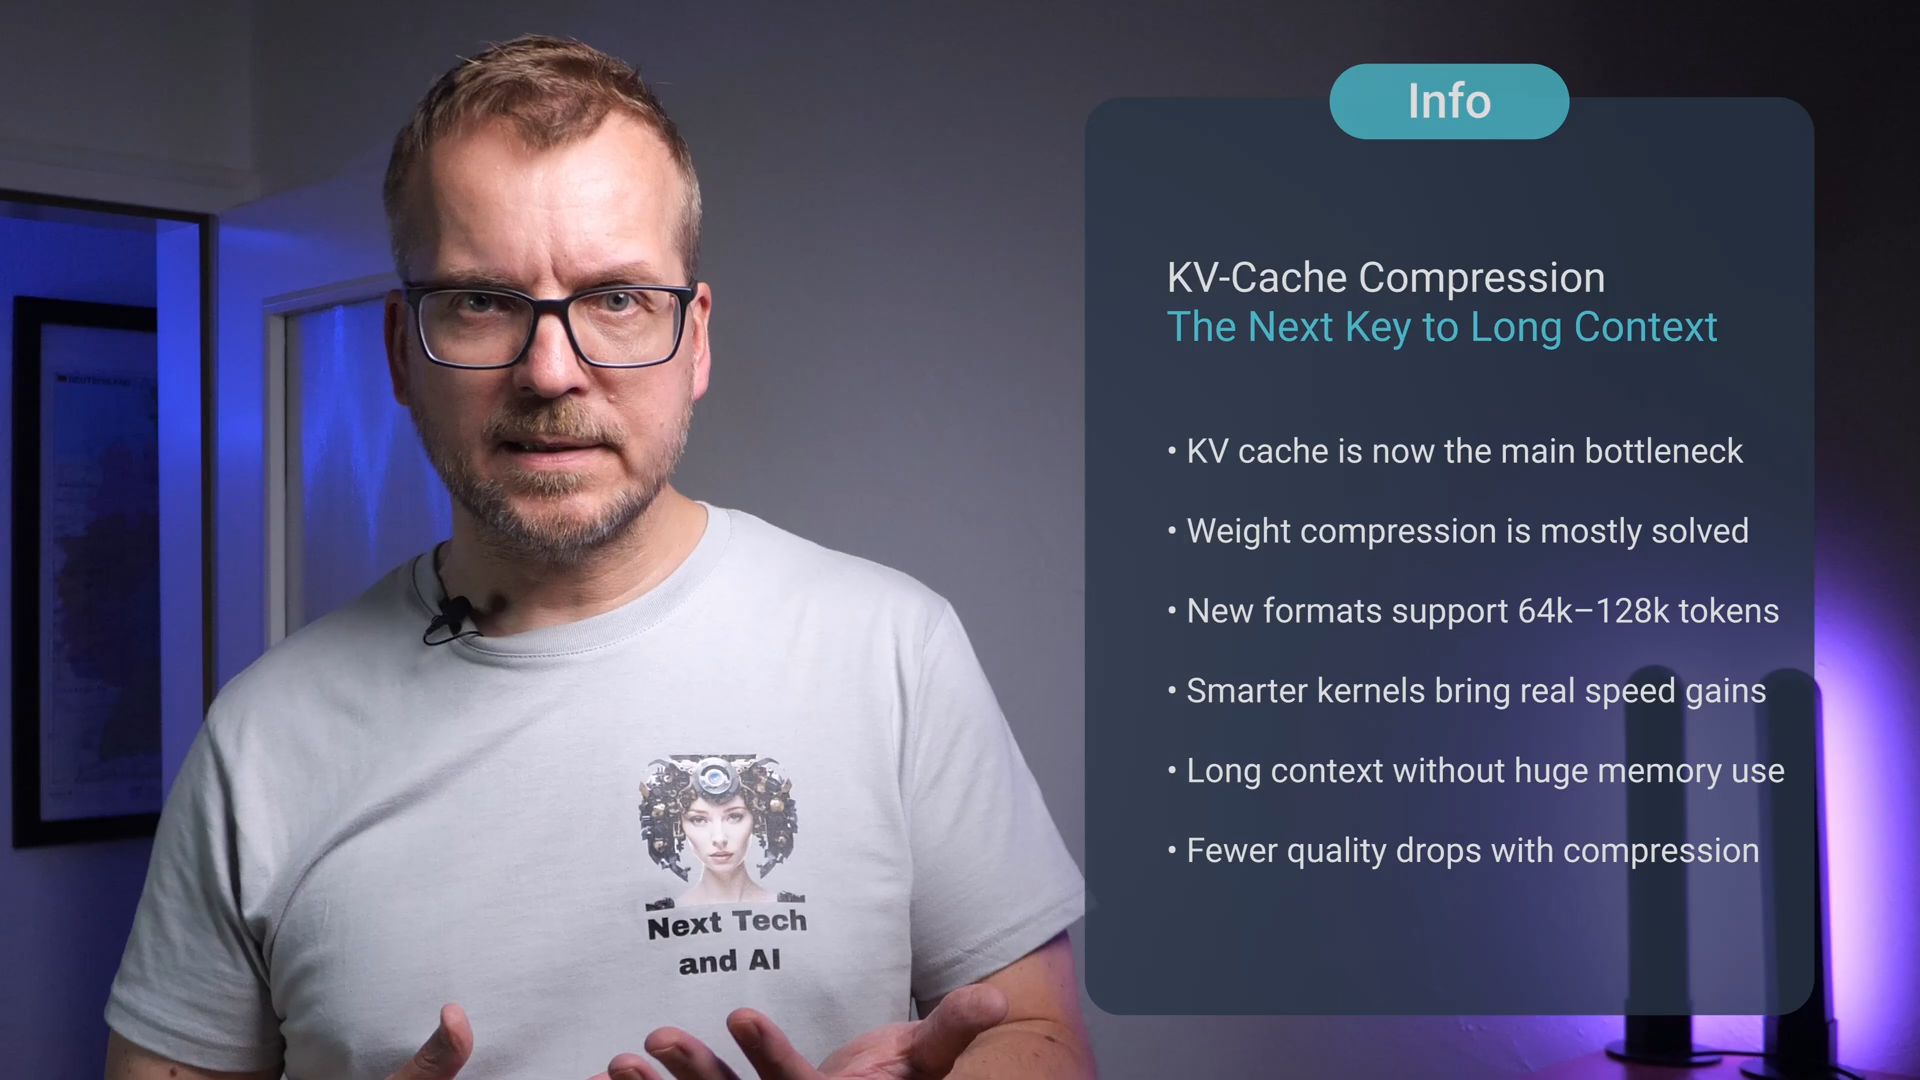 Info
KV-Cache Compression
The Next Key to Long Context
• KV cache is now the main bottleneck
• Weight compression is mostly solved
• New formats support 64k–128k tokens
• Smarter kernels bring real speed gains
• Long context without huge memory use
• Fewer quality drops with compression
Next Tech
and AI